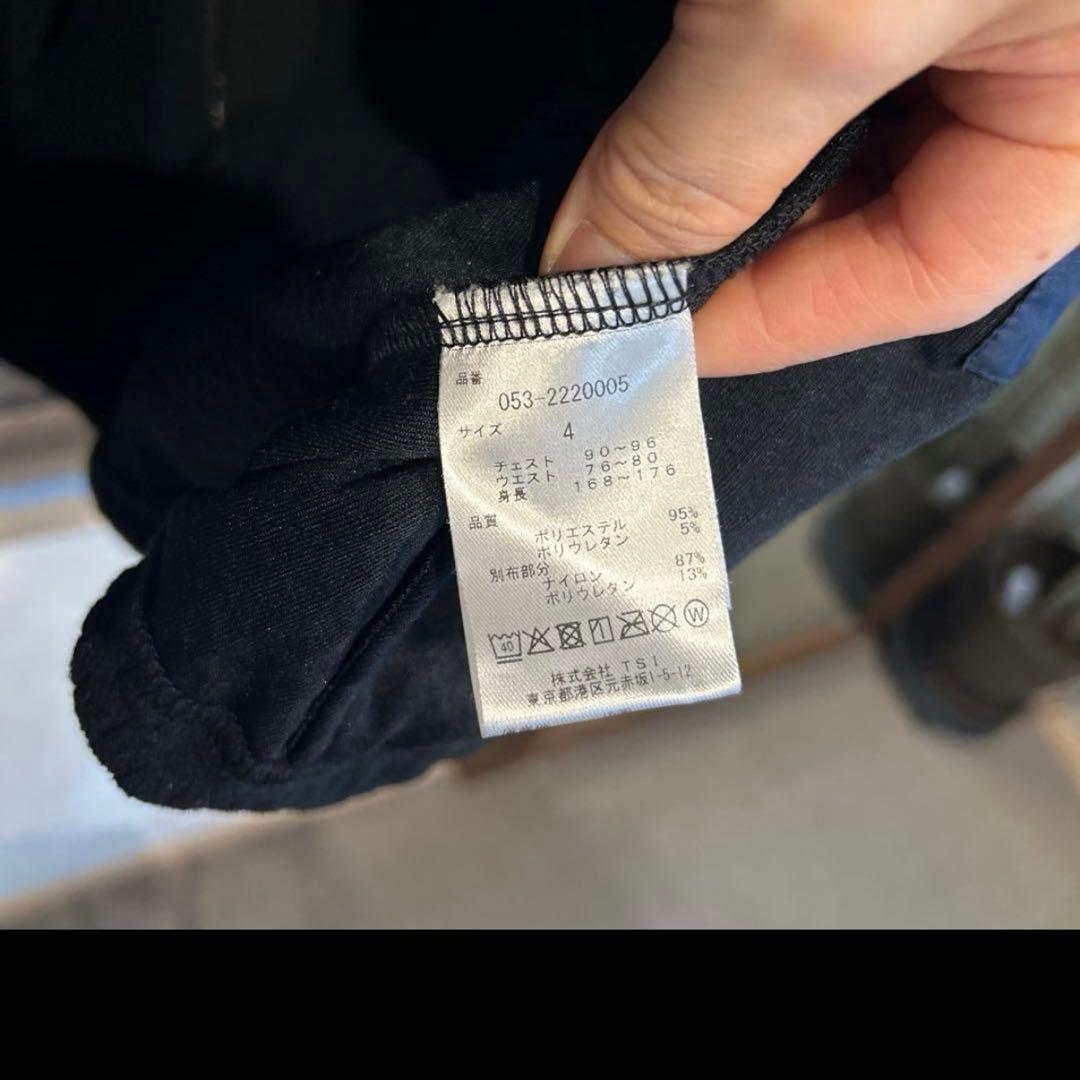 品番
053-2220005
サイズ 4
チェスト 90～96
ウエスト 76～80
身長 168～176
品質
ポリエステル 95%
ポリウレタン 5%
別布部分
ナイロン 87%
ポリウレタン 13%
40 W
株式会社 TSI
東京都港区元赤坂1-5-12